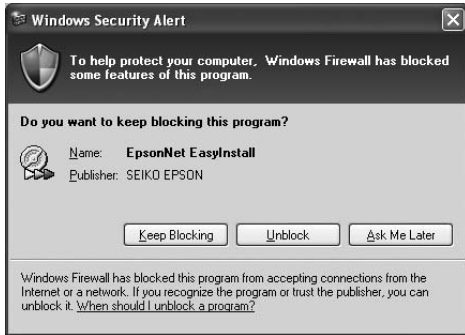 Windows Security Alert
To help protect your computer, Windows Firewall has blocked
some features of this program.
Do you want to keep blocking this program?
Name: EpsonNet EasyInstall
Publisher: SEIKO EPSON
Keep Blocking Unblock Ask Me Later
Windows Firewall has blocked this program from accepting connections from the
Internet or a network. If you recognize the program or trust the publisher, you can
unblock it. When should I unblock a program?